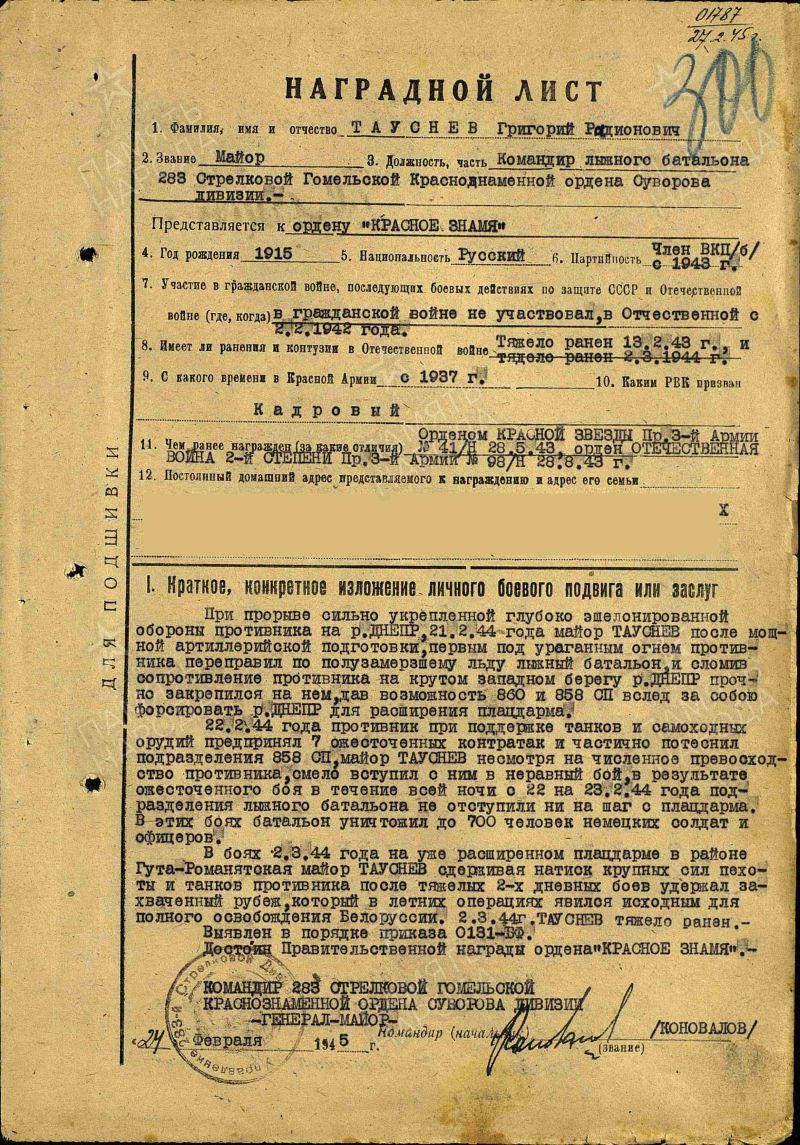 01787
27.2.45г.
300
НАГРАДНОЙ ЛИСТ
1. Фамилия, имя и отчество ТАУСНЕВ Григорий Родионович
2. Звание Майор 3. Должность, часть Командир лыжного батальона
283 Стрелковой Гомельской Краснознаменной ордена Суворова
дивизии.-
Представляется к ордену "КРАСНОЕ ЗНАМЯ"
4. Год рождения 1915 5. Национальность Русский 6. Партийность Член ВКП/б/
с 1943 г.
7. Участие в гражданской войне, последующих боевых действиях по защите СССР и Отечественной
войне (где, когда) в гражданской войне не участвовал, в Отчественной с
2.2.1942 года.
8. Имеет ли ранения и контузии в Отечественной войне Тяжело ранен 13.2.43 г., и
тядело ранен 2.3.1944 г.
9. С какого времени в Красной Армии с 1937 г. 10. Каким РВК призван
Кадровый
Орденом КРАСНОЙ ЗВЕЗДЫ Пр.3-й Армии
11. Чем ранее награжден (за какие отличия) № 41/Н 28.5.43, орден ОТЕЧЕСТВЕННАЯ
ВОЙНА 2-й СТЕПЕНИ Пр.3-й Армий № 98/Н 28.8.43 г.
12. Постоянный домашний адрес представляемого к награждению и адрес его семьи
Х
ДЛЯ ПОДШИВКИ
I. Краткое, конкретное изложение личного боевого подвига или заслуг
При прорыве сильно укрепленной глубоко эшелонированной
обороны противника на р.ДНЕПР,21.2.44 года майор ТАУСНЕВ после мощ-
ной артиллерийской подготовки,первым под ураганным огнем против-
ника переправил по полузамерзшему льду лыжный батальон,и сломив
сопротивление прτивника на крутом западном берегу р.ДНЕПР проч-
но закрепился на нем,дав возможность 860 и 858 СП вслед за собою
форсировать р.ДНЕПР для расширения плацдарма.
22.2.44 года противник при поддержке танков и самоходных
орудий предпринял 7 ожесточенных контратак и частично потеснил
подразделения 858 СП,майор ТАУСНЕВ несмотря на численное превосход-
ство противника,смело вступил с ним в неравный бой,в результате
ожесточенного боя в течение всей ночи с 22 на 23.2.44 года под-
разделения лыжного батальона не отступили ни на шаг с плацдарма.
В этих боях батальон уничтожил до 700 человек немецких солдат и
офицеров.
В боях 2.3.44 года на уже расширенном плацдарме в районе
Гута-Романятская майор ТАУСНЕВ сдерживая натиск крупных сил пехо-
ты и танков противника после тяжелых 2-х дневных боев удержал за-
хваченный рубеж,который в летних операциях явился исходным для
полного освобождения Белоруссии. 2.3.44г.ТАУСНЕВ тяжело ранен.-
Выявлен в порядке приказа 0131-БФ.
Достоин Правительственной награды ордена"КРАСНОЕ ЗНАМЯ".-
КОМАНДИР 283 СТРЕЛКОВОЙ ГОМЕЛЬСКОЙ
КРАСНОЗНАМЕННОЙ ОРДЕНА СУВОРОВА ДИВИЗИИ
-ГЕНЕРАЛ-МАЙОР-
Командир (начальник) /КОНОВАЛОВ/
(звание)
«24 Февраля 1945 г.